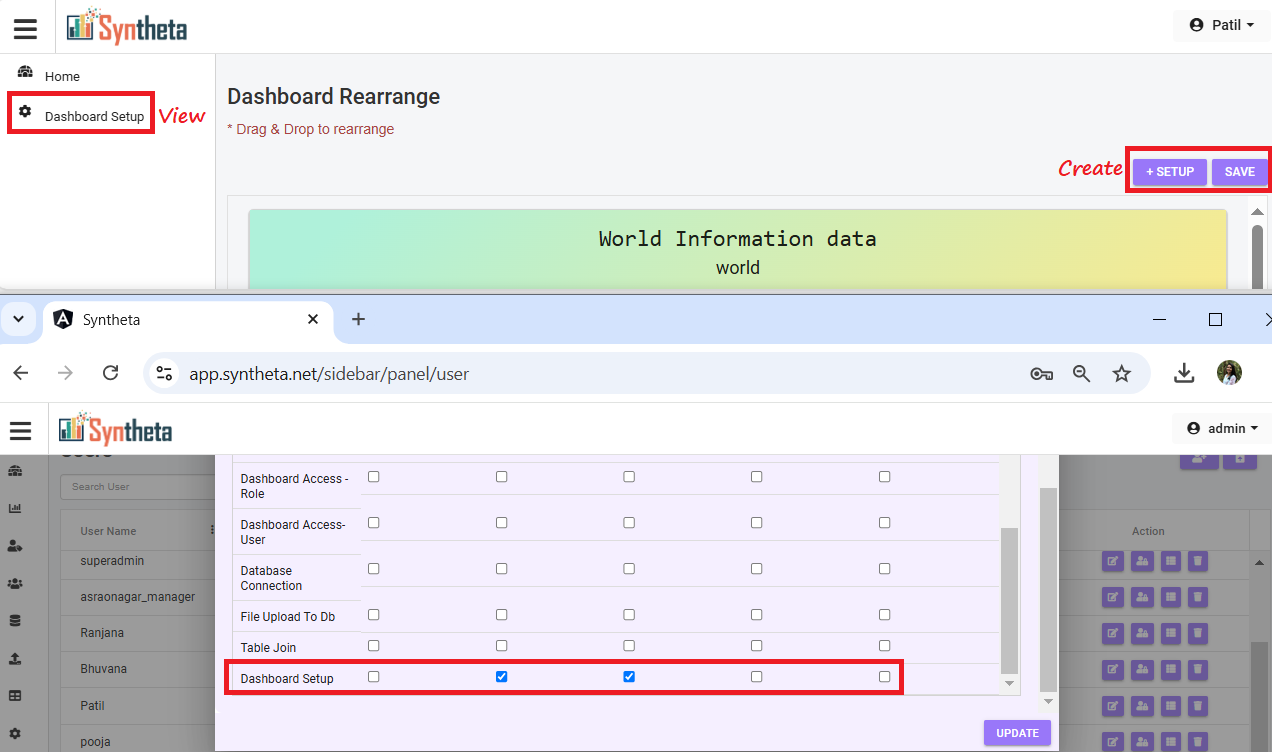 Syntheta
Patil
Home
Dashboard Setup
View
Dashboard Rearrange
* Drag & Drop to rearrange
Create
+ SETUP
SAVE
World Information data
world
Syntheta
app.syntheta.net/sidebar/panel/user
Syntheta
admin
Users
Search User
User Name
Action
superadmin
asraonagar_manager
Ranjana
Bhuvana
Patil
pooja
Dashboard Access -
Role
Dashboard Access-
User
Database
Connection
File Upload To Db
Table Join
Dashboard Setup
UPDATE